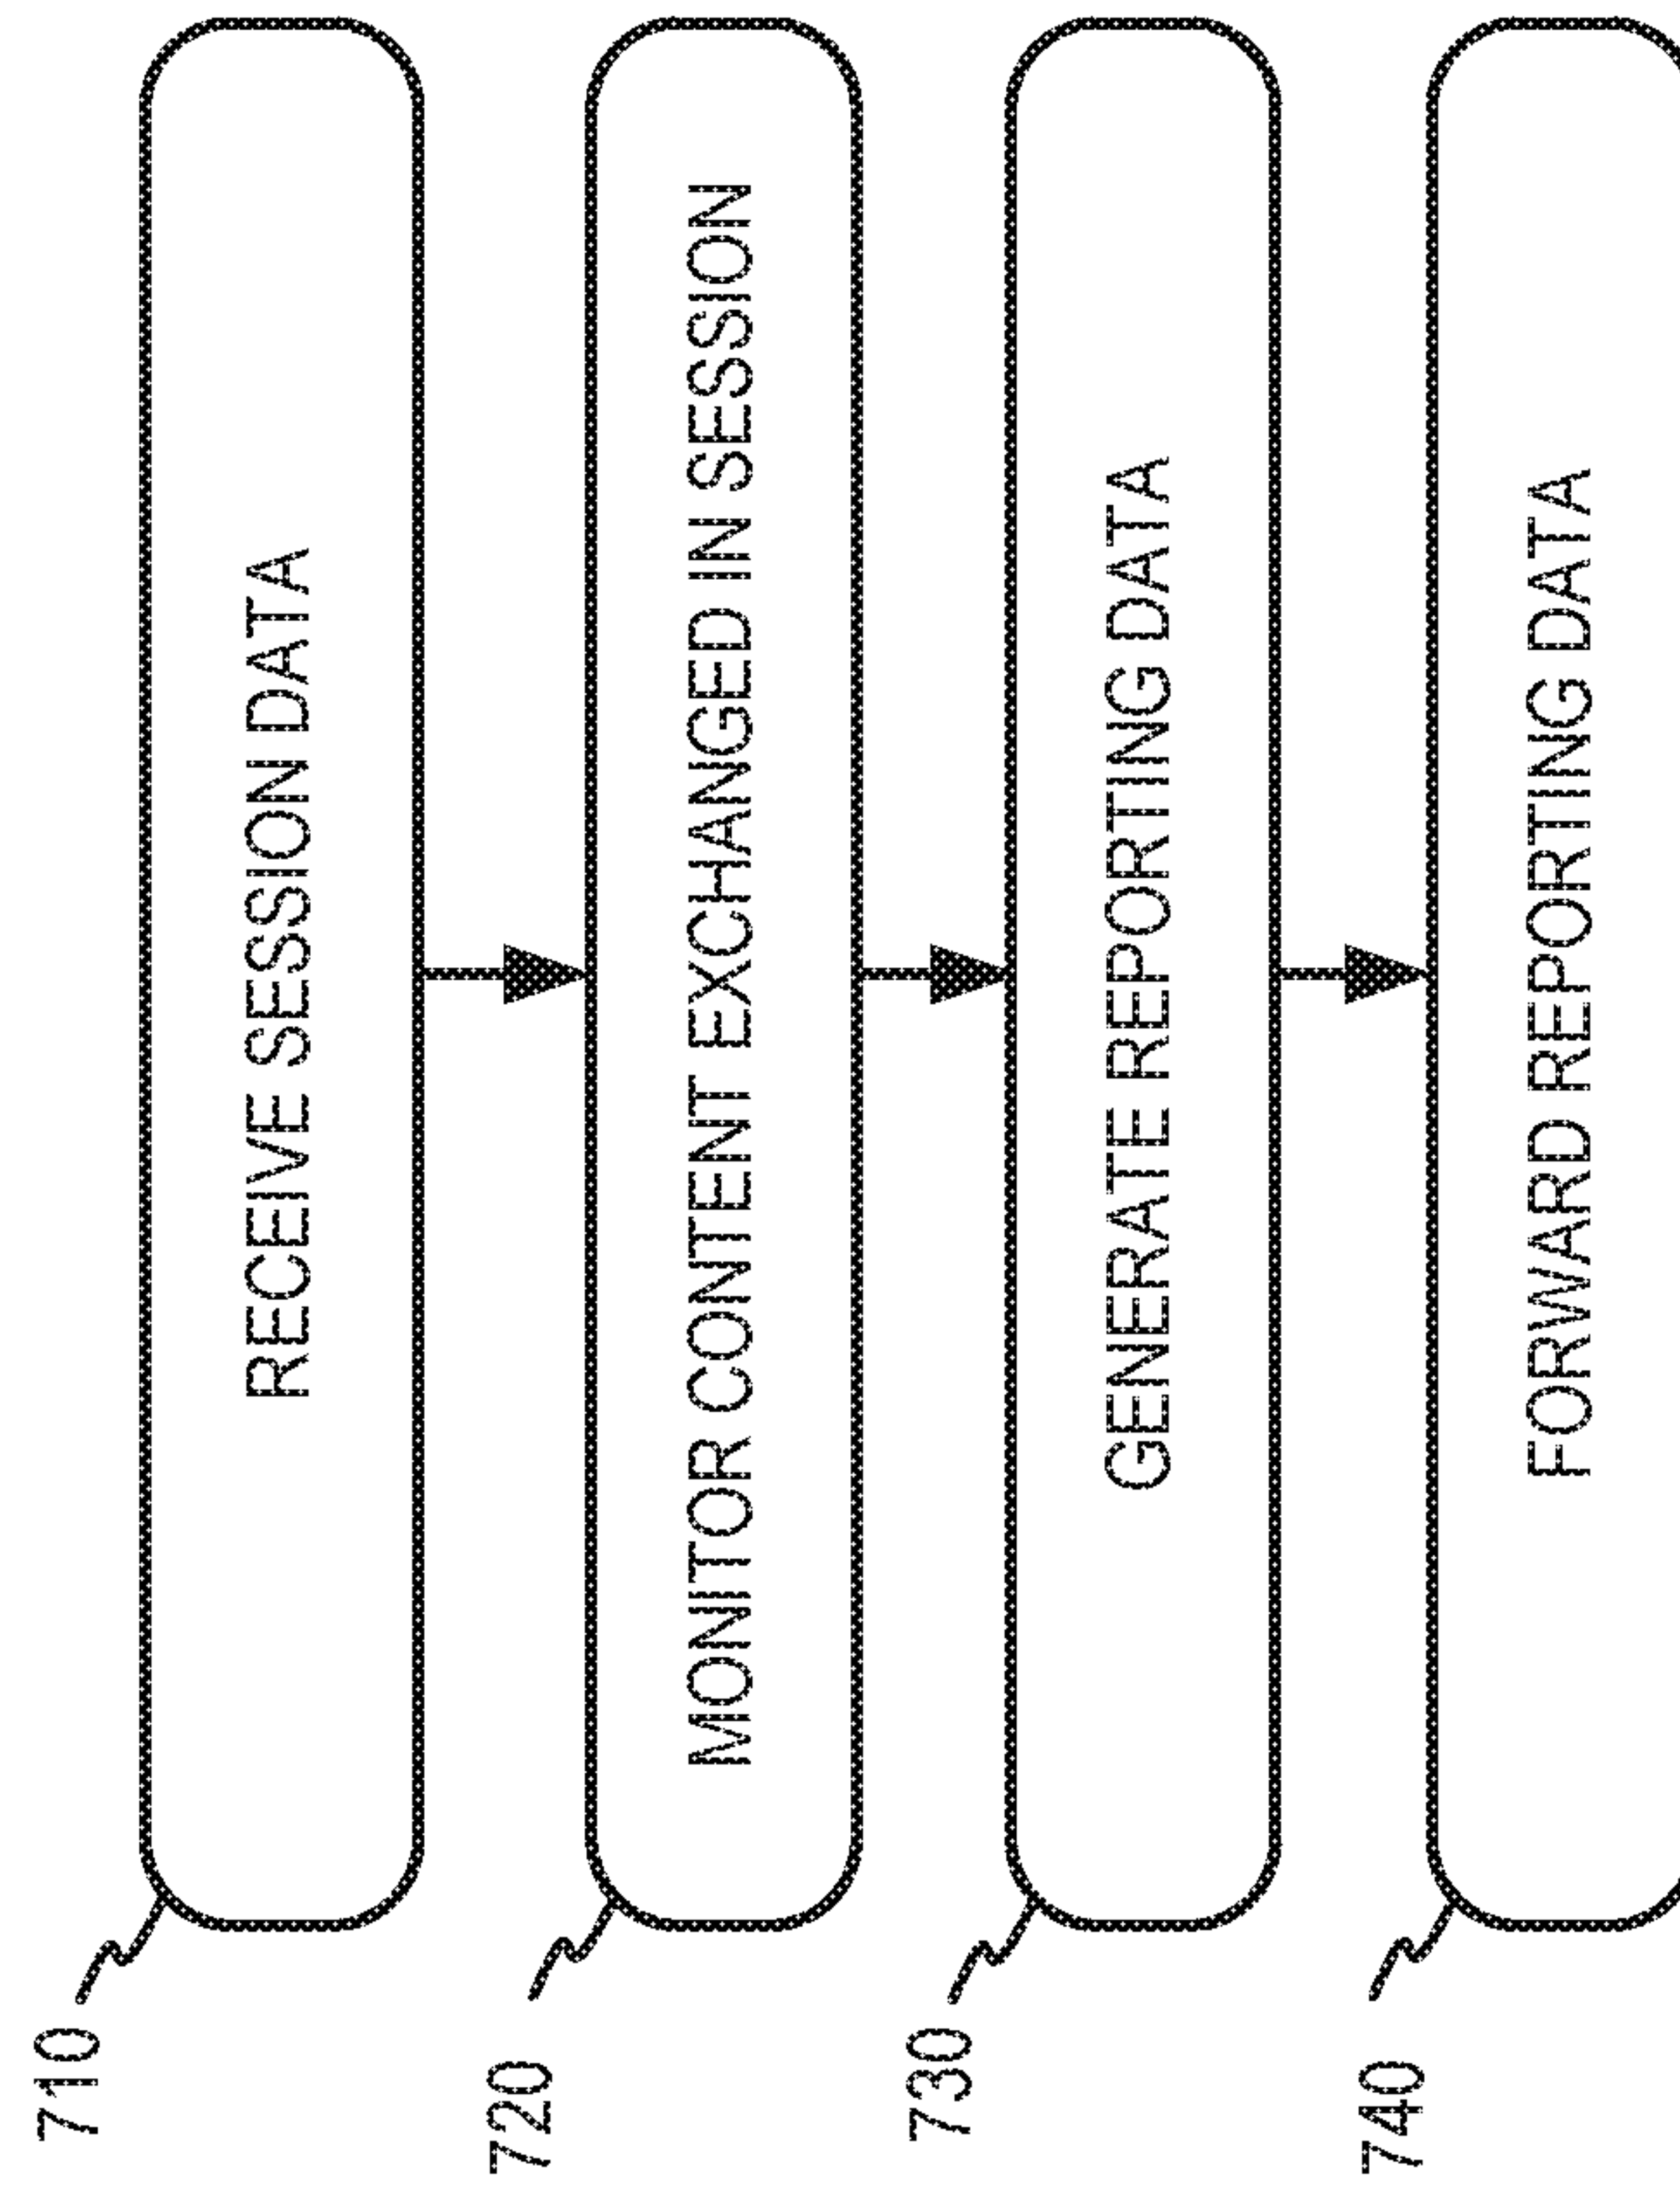 710
RECEIVE SESSION DATA
720
MONITOR CONTENT EXCHANGED IN SESSION
730
GENERATE REPORTING DATA
740
FORWARD REPORTING DATA